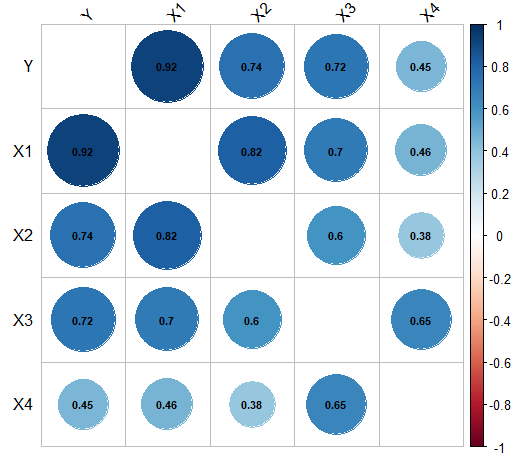 Y X1 X2 X3 X4
1
0.8
Y 0.92 0.74 0.72 0.45
0.6
X1 0.92 0.82 0.7 0.46
0.4
0.2
X2 0.74 0.82 0.6 0.38
0
-0.2
X3 0.72 0.7 0.6 0.65
-0.4
-0.6
X4 0.45 0.46 0.38 0.65
-0.8
-1